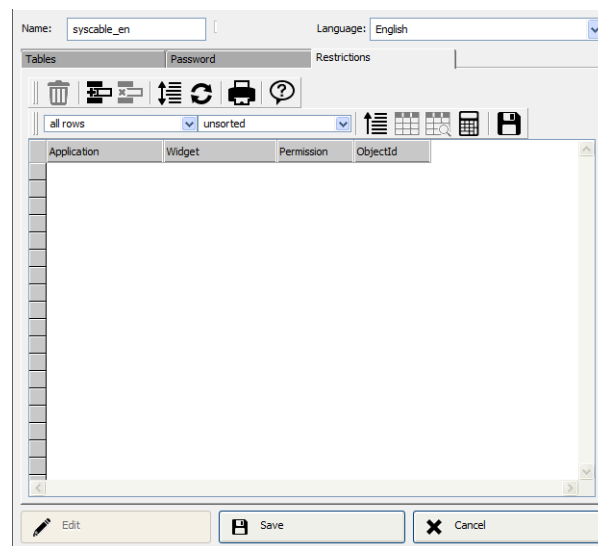 Name: syscable_en Language: English
Tables Password Restrictions
all rows unsorted
Application Widget Permission ObjectId
Edit Save Cancel